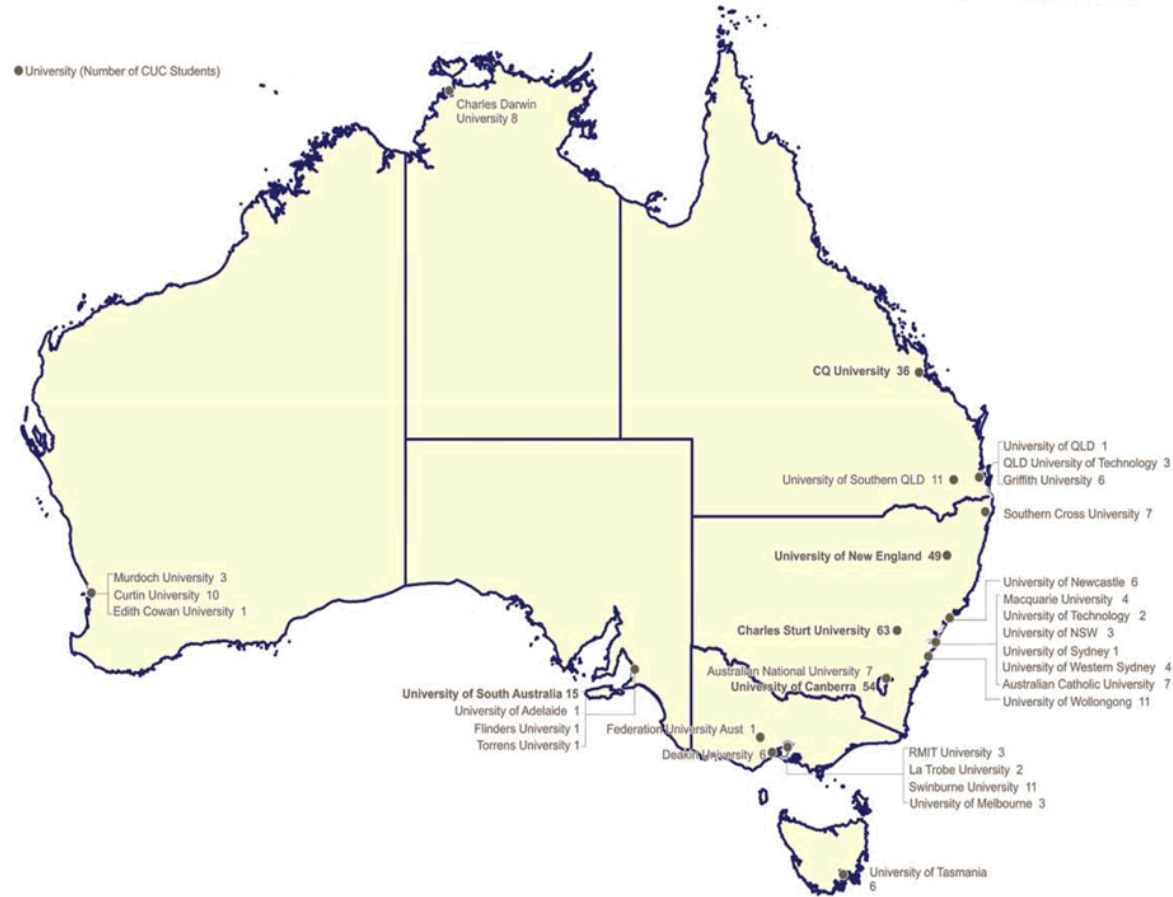 University (Number of CUC Students)
Charles Darwin
University 8
CQ University 36
University of QLD 1
QLD University of Technology 3
University of Southern QLD 11
Griffith University 6
Southern Cross University 7
University of New England 49
Murdoch University 3
Curtin University 10
Edith Cowan University 1
University of Newcastle 6
Macquarie University 4
University of Technology 2
Charles Sturt University 63
University of NSW 3
University of Sydney 1
University of Western Sydney 4
Australian National University 7
University of Canberra 54
Australian Catholic University 7
University of Wollongong 11
University of South Australia 15
University of Adelaide 1
Flinders University 1
Torrens University 1
Federation University Aust 1
Deakin University 6
RMIT University 3
La Trobe University 2
Swinburne University 11
University of Melbourne 3
University of Tasmania
6